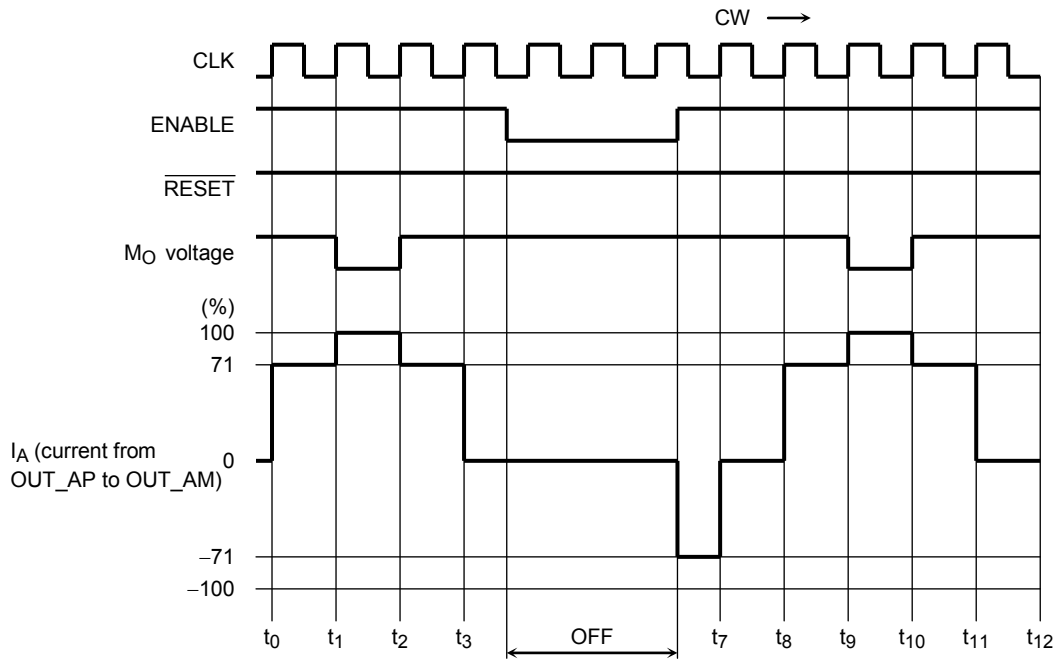 CW
CLK
ENABLE
RESET
MO voltage
(%)
100
71
IA (current from
OUT_AP to OUT_AM)
0
−71
−100
t0 t1 t2 t3 OFF t7 t8 t9 t10 t11 t12